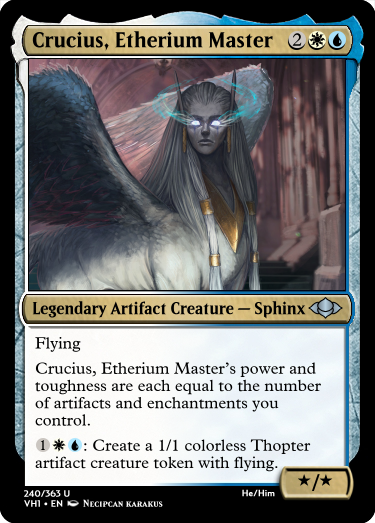 Crucius, Etherium Master 2
Legendary Artifact Creature — Sphinx
Flying
Crucius, Etherium Master's power and
toughness are each equal to the number
of artifacts and enchantments you
control.
1 : Create a 1/1 colorless Thopter
artifact creature token with flying.
★/★
240/363 U He/Him
VH1 • EN Necipcan karakus